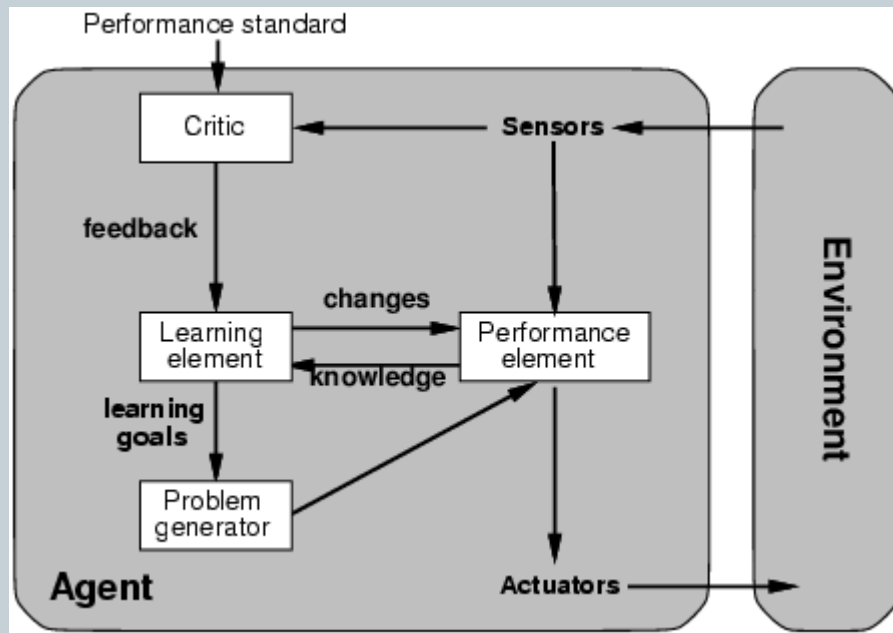 Performance standard
Critic
Sensors
feedback
changes
Learning
element
Performance
element
knowledge
learning
goals
Problem
generator
Agent
Actuators
Environment